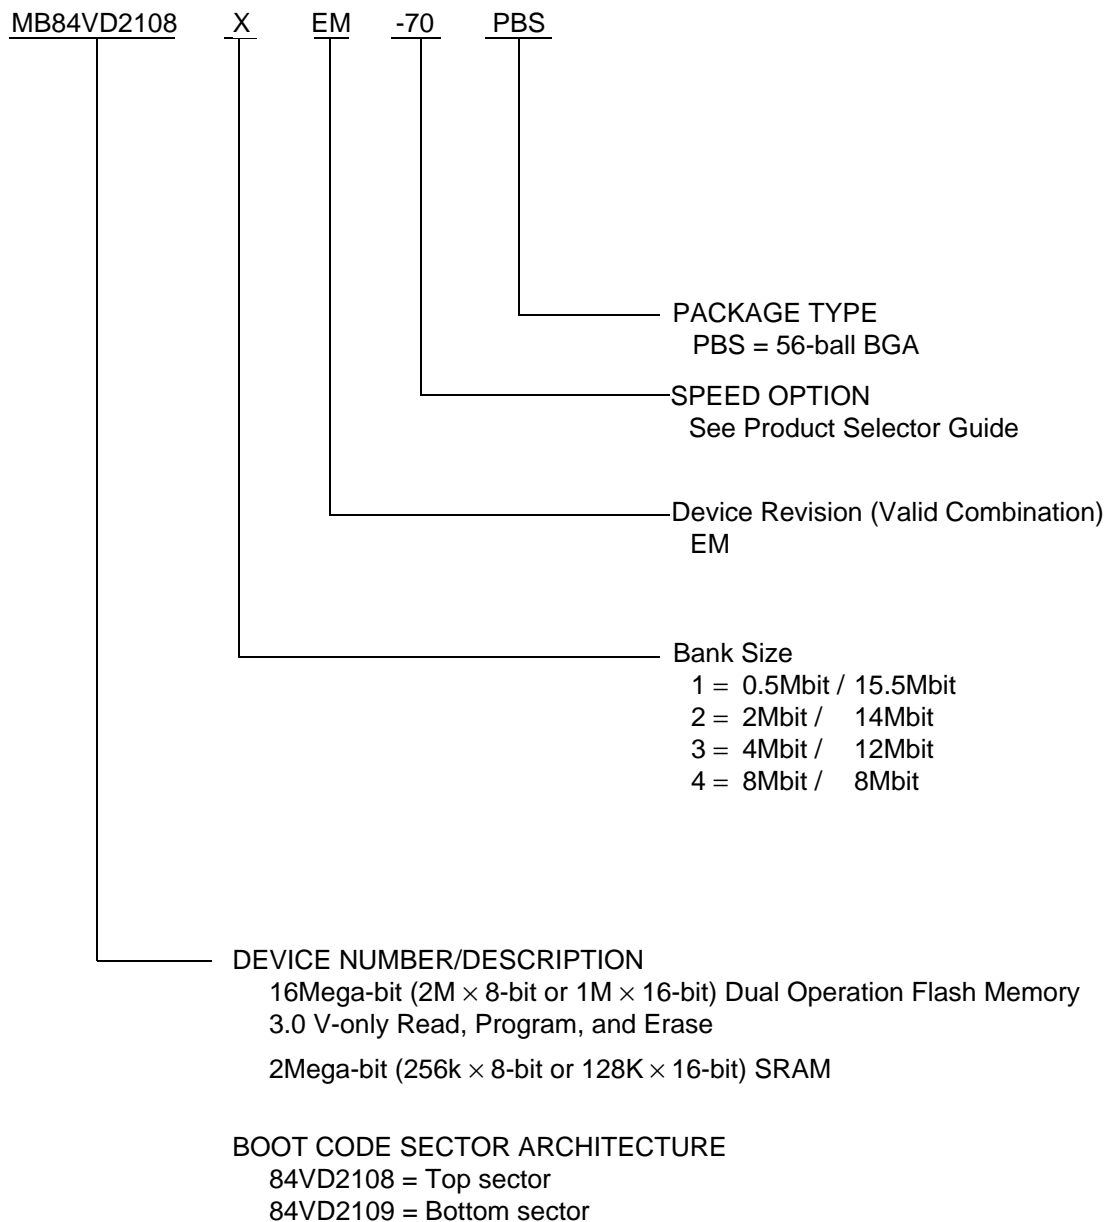 MB84VD2108 X EM -70 PBS
PACKAGE TYPE
PBS = 56-ball BGA
SPEED OPTION
See Product Selector Guide
Device Revision (Valid Combination)
EM
Bank Size
1 = 0.5Mbit / 15.5Mbit
2 = 2Mbit / 14Mbit
3 = 4Mbit / 12Mbit
4 = 8Mbit / 8Mbit
DEVICE NUMBER/DESCRIPTION
16Mega-bit (2M × 8-bit or 1M × 16-bit) Dual Operation Flash Memory
3.0 V-only Read, Program, and Erase
2Mega-bit (256k × 8-bit or 128K × 16-bit) SRAM
BOOT CODE SECTOR ARCHITECTURE
84VD2108 = Top sector
84VD2109 = Bottom sector